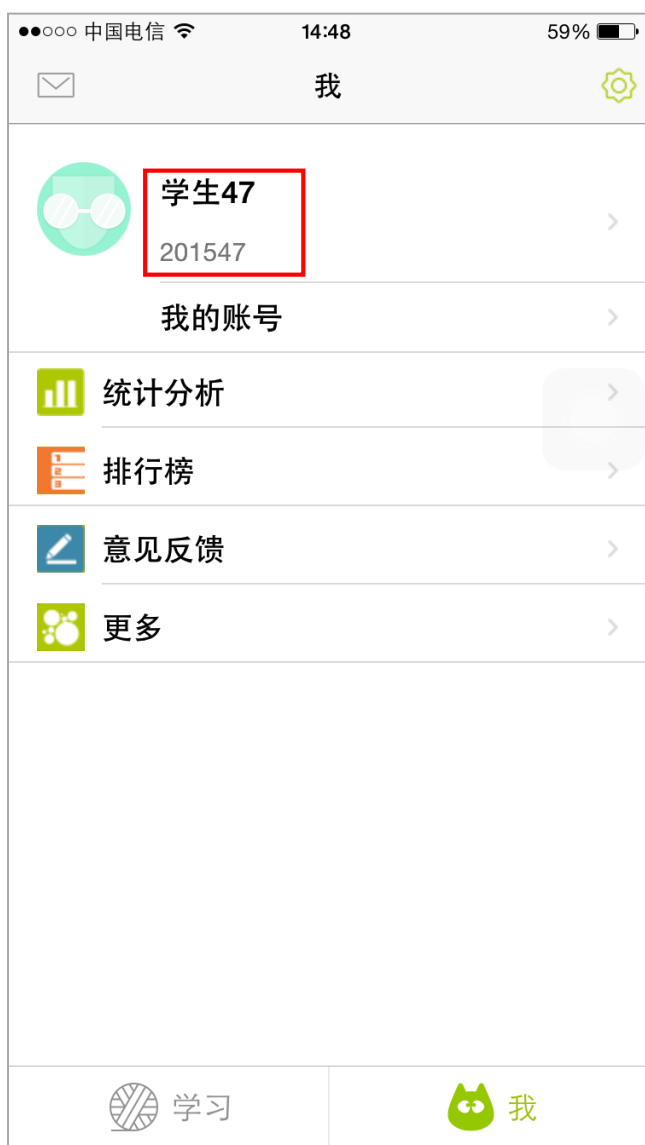 中国电信 14:48 59%
我
学生47
201547
我的账号
统计分析
排行榜
意见反馈
更多
学习 我